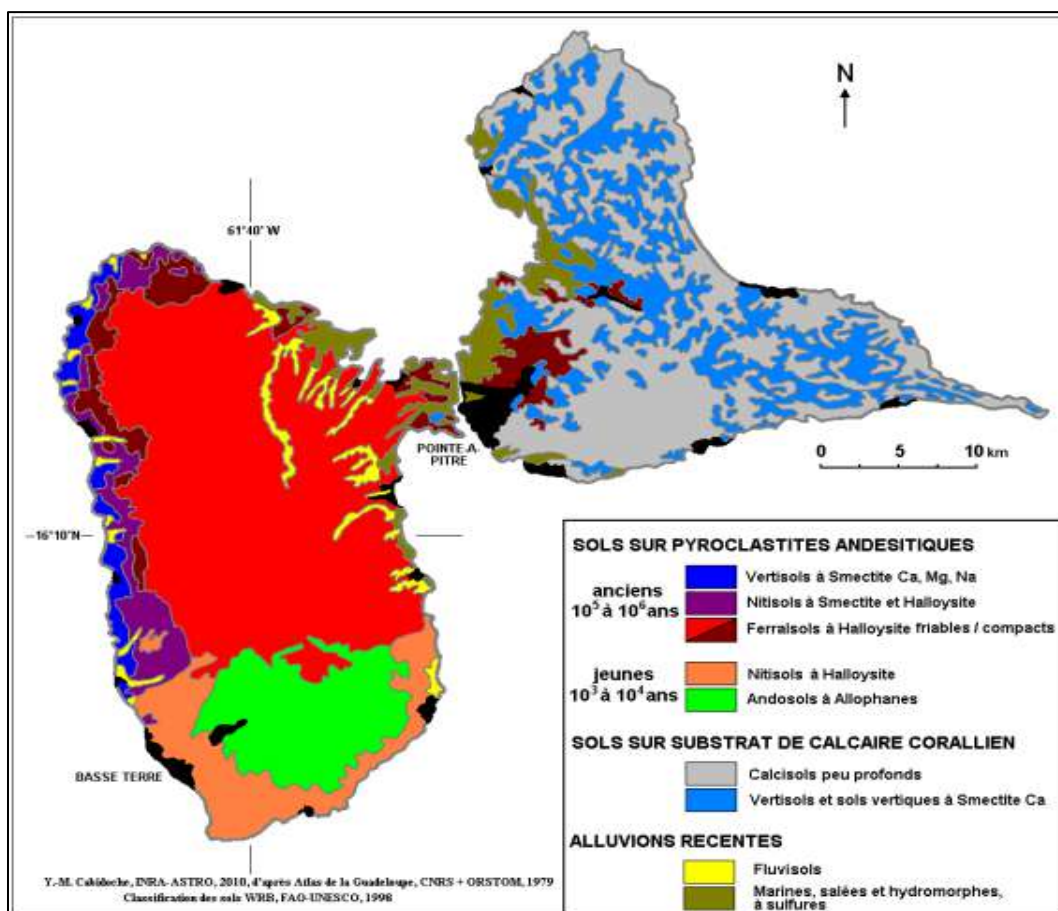 N
61°40' W
POINTE-A-
PITRE
0 5 10 km
16°10'N
BASSE TERRE
SOLS SUR PYROCLASTITES ANDESITIQUES
anciens
10⁵ à 10⁶ ans
Vertisols à Smectite Ca, Mg, Na
Nitisols à Smectite et Halloysite
Ferralsols à Halloysite friables / compacts
jeunes
10³ à 10⁴ ans
Nitisols à Halloysite
Andosols à Allophanes
SOLS SUR SUBSTRAT DE CALCAIRE CORALLIEN
Calcisols peu profonds
Vertisols et sols vertiques à Smectite Ca
ALLUVIONS RECENTES
Fluvisols
Marines, salées et hydromorphes,
à sulfures
Y.-M. Cabidoche, INRA-ASTRO, 2010, d'après Atlas de la Guadeloupe, CNRS + ORSTOM, 1979
Classification des sols WRB, FAO-UNESCO, 1998